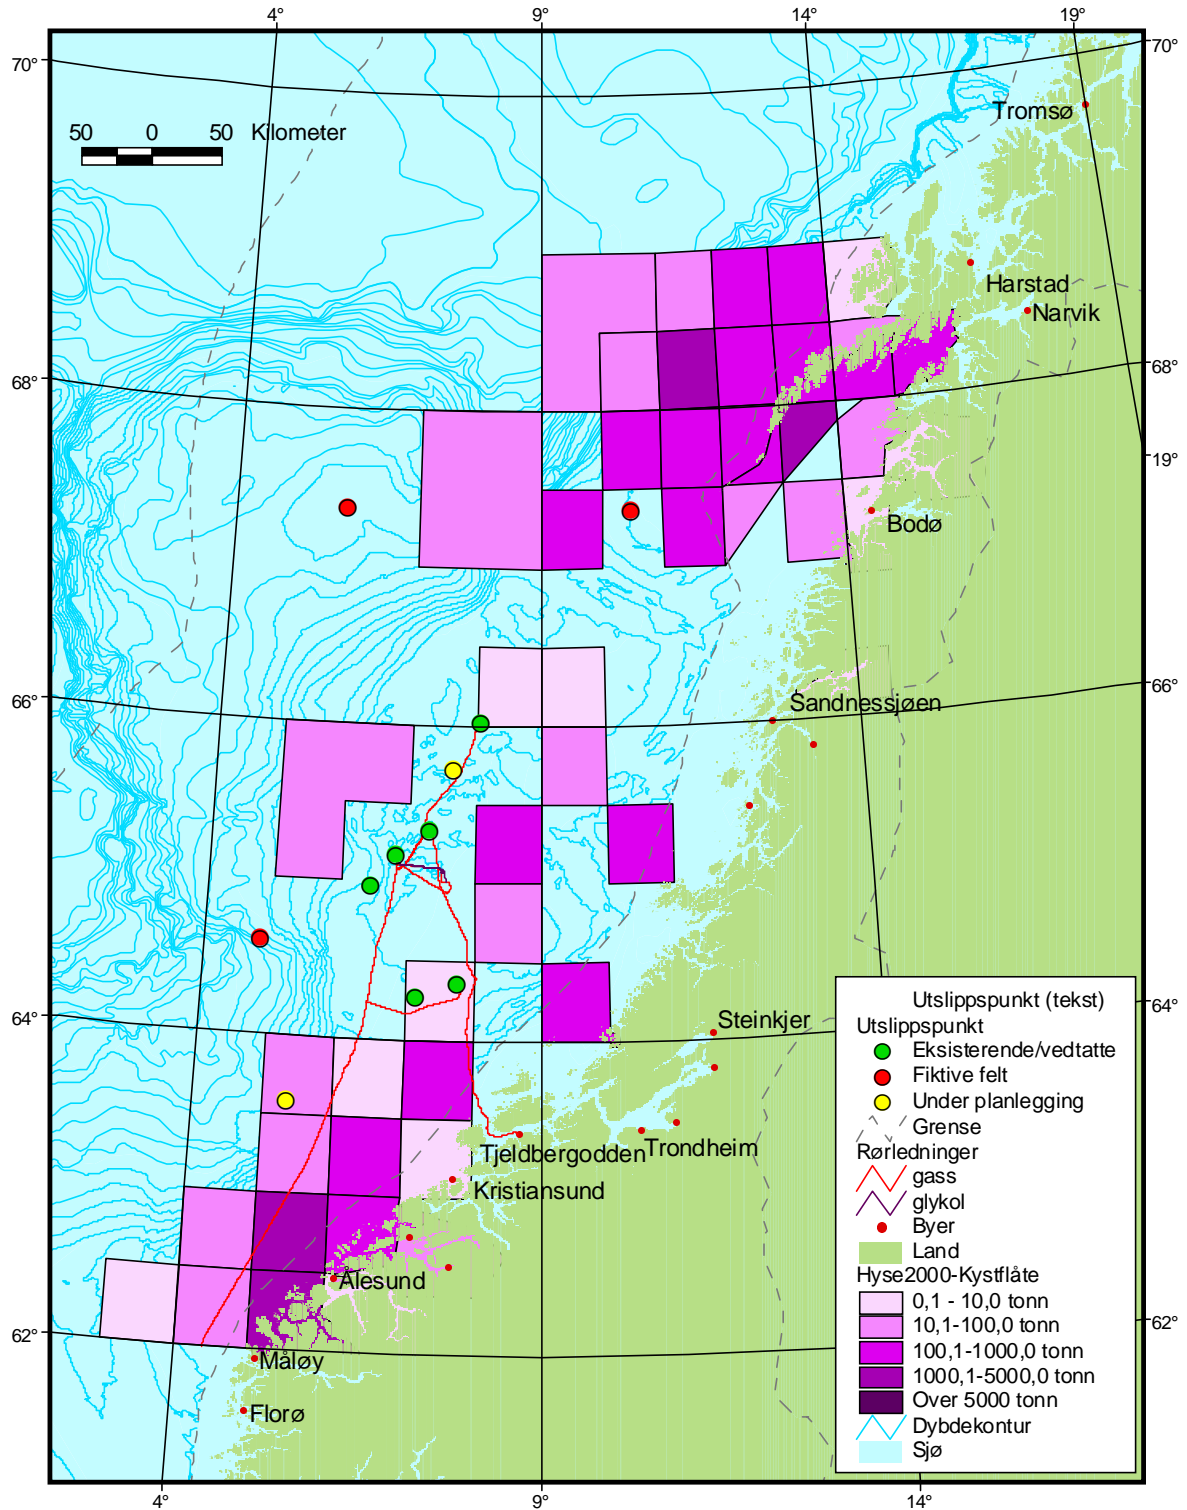 4° 9° 14° 19°
70° 70°
50 0 50 Kilometer
Tromsø
Harstad
Narvik
68° 68°
19°
Bodø
66° 66°
Sandnessjøen
64° 64°
Steinkjer
Trondheim
Tjeldbergodden
Kristiansund
Ålesund
62° 62°
Måløy
Florø
4° 9° 14°
Utslippspunkt (tekst)
Utslippspunkt
Eksisterende/vedtatte
Fiktive felt
Under planlegging
Grense
Rørledninger
gass
glykol
Byer
Land
Hyse2000-Kystflåte
0,1 - 10,0 tonn
10,1-100,0 tonn
100,1-1000,0 tonn
1000,1-5000,0 tonn
Over 5000 tonn
Dybdekontur
Sjø